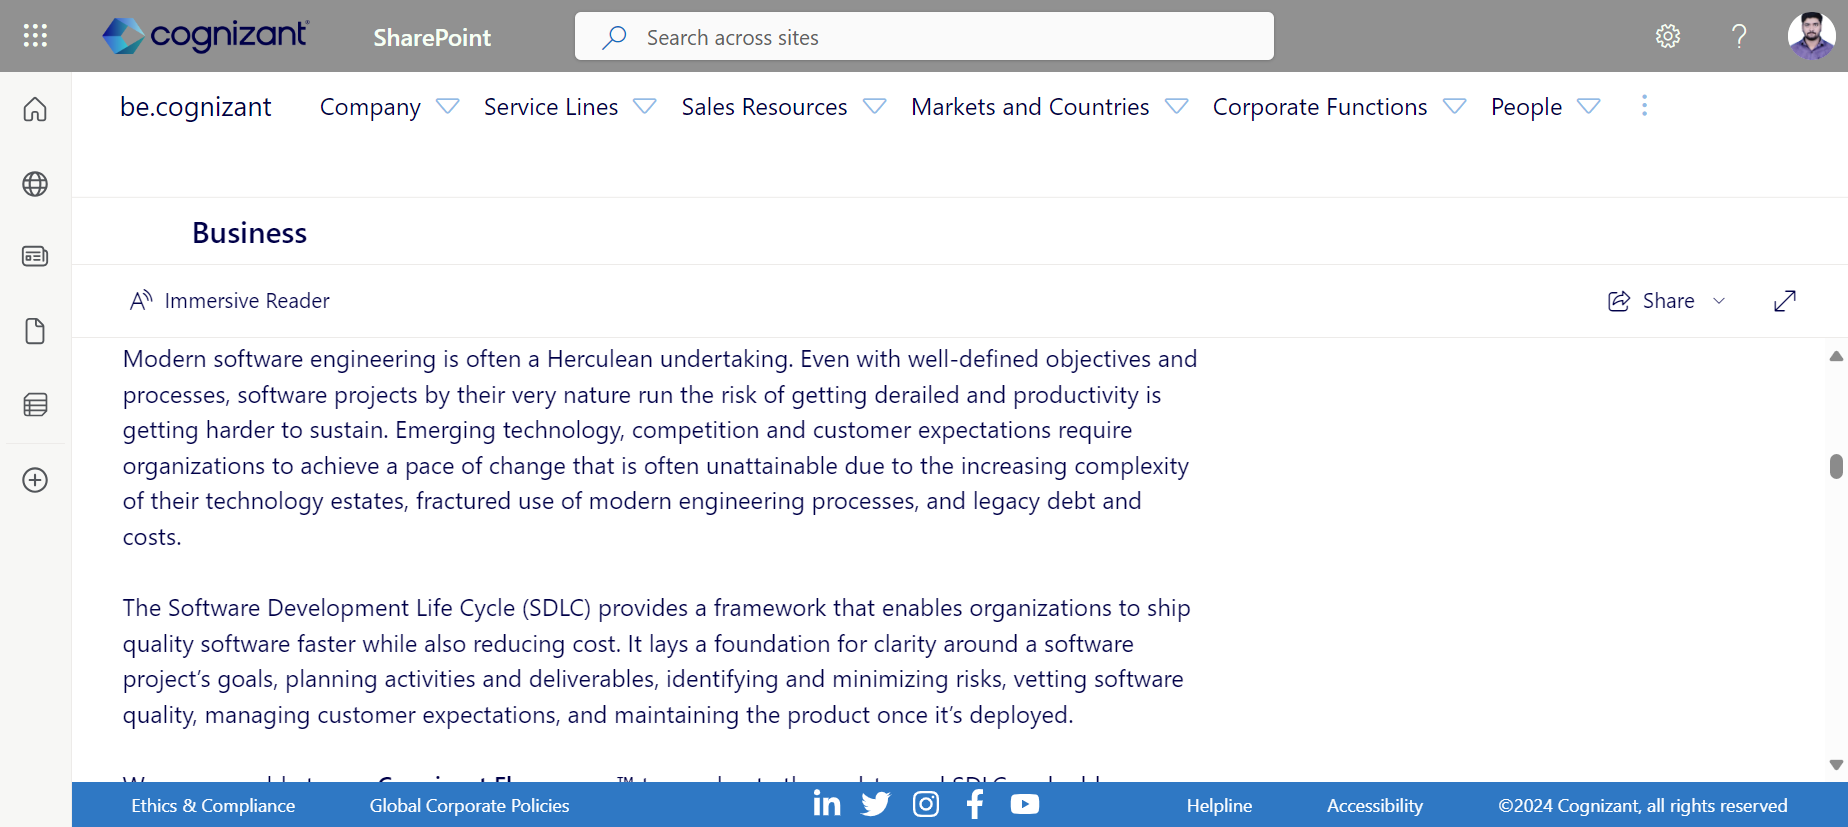 cognizant
SharePoint
Search across sites
be.cognizant
Company
Service Lines
Sales Resources
Markets and Countries
Corporate Functions
People
Business
Immersive Reader
Share
Modern software engineering is often a Herculean undertaking. Even with well-defined objectives and
processes, software projects by their very nature run the risk of getting derailed and productivity is
getting harder to sustain. Emerging technology, competition and customer expectations require
organizations to achieve a pace of change that is often unattainable due to the increasing complexity
of their technology estates, fractured use of modern engineering processes, and legacy debt and
costs.
The Software Development Life Cycle (SDLC) provides a framework that enables organizations to ship
quality software faster while also reducing cost. It lays a foundation for clarity around a software
project’s goals, planning activities and deliverables, identifying and minimizing risks, vetting software
quality, managing customer expectations, and maintaining the product once it’s deployed.
Ethics & Compliance
Global Corporate Policies
Helpline
Accessibility
©2024 Cognizant, all rights reserved